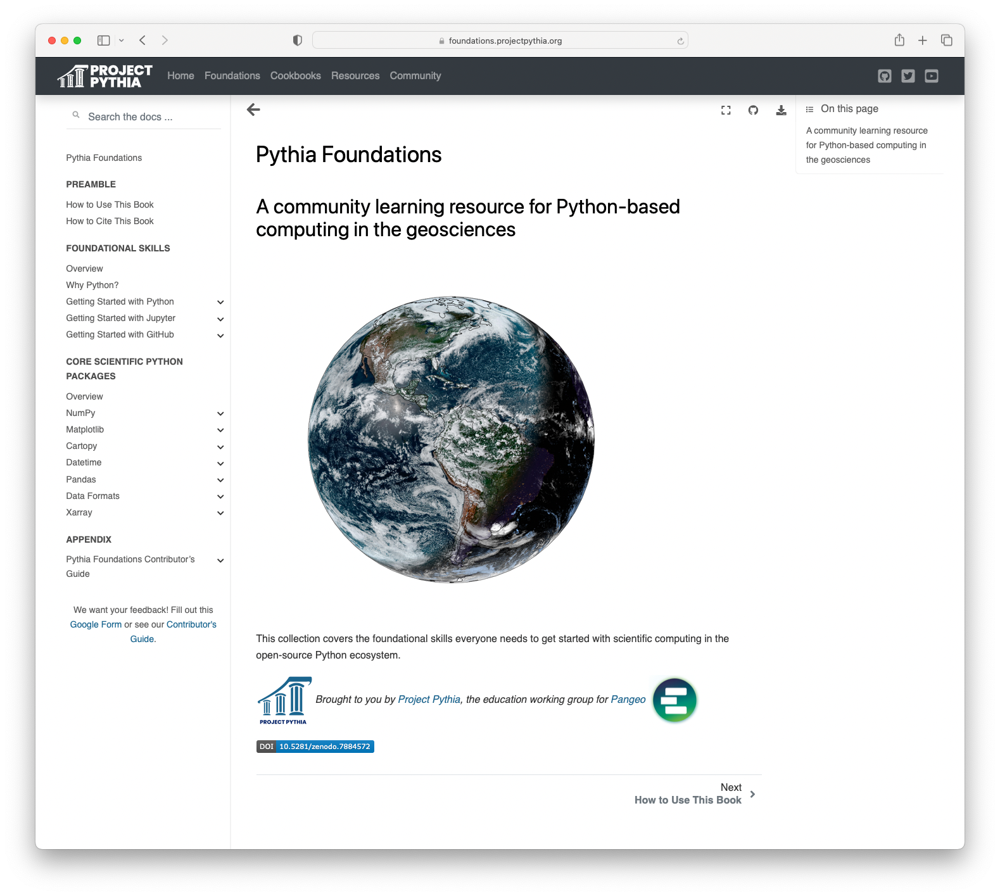 foundations.projectpythia.org
PROJECT
PYTHIA
Home Foundations Cookbooks Resources Community
Search the docs ...
Pythia Foundations
PREAMBLE
How to Use This Book
How to Cite This Book
FOUNDATIONAL SKILLS
Overview
Why Python?
Getting Started with Python
Getting Started with Jupyter
Getting Started with GitHub
CORE SCIENTIFIC PYTHON
PACKAGES
Overview
NumPy
Matplotlib
Cartopy
Datetime
Pandas
Data Formats
Xarray
APPENDIX
Pythia Foundations Contributor’s
Guide
We want your feedback! Fill out this
Google Form or see our Contributor's
Guide.
Pythia Foundations
A community learning resource for Python-based
computing in the geosciences
This collection covers the foundational skills everyone needs to get started with scientific computing in the
open-source Python ecosystem.
PROJECT PYTHIA
Brought to you by Project Pythia, the education working group for Pangeo
DOI 10.5281/zenodo.7884572
Next
How to Use This Book
On this page
A community learning resource
for Python-based computing in
the geosciences